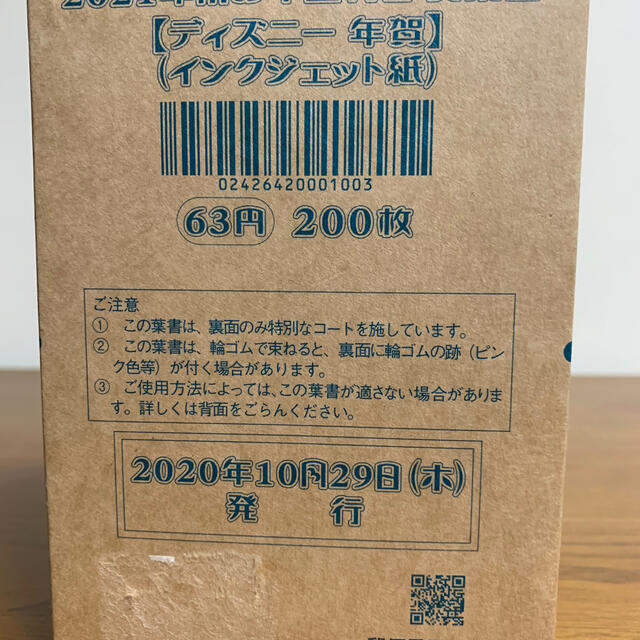 【ディズニー 年賀】
(インクジェット紙)
02426420001003
63円 200枚
ご注意
① この葉書は、裏面のみ特別なコートを施しています。
② この葉書は、輪ゴムで束ねると、裏面に輪ゴムの跡（ピン
ク色等）が付く場合があります。
③ ご使用方法によっては、この葉書が適さない場合がありま
す。詳しくは背面をごらんください。
2020年10月29日(木)
発 行